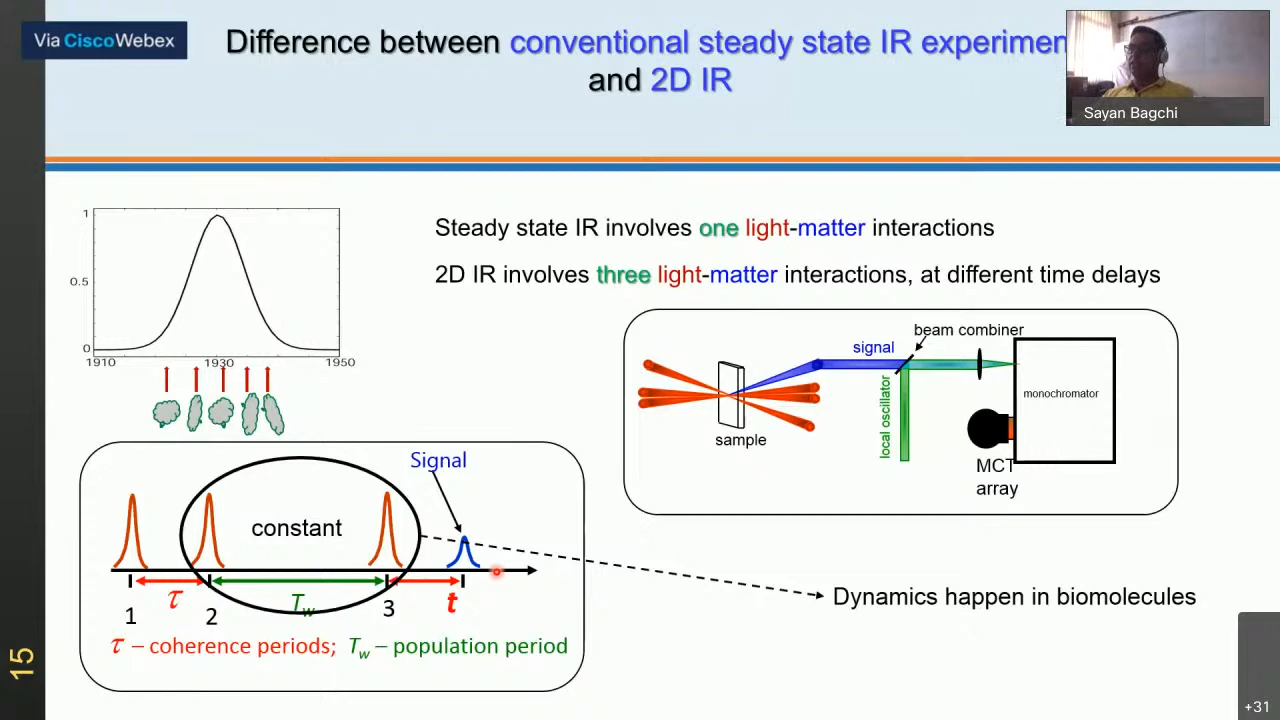 Via Cisco Webex
Difference between conventional steady state IR experimen
and 2D IR
Sayan Bagchi
Steady state IR involves one light-matter interactions
2D IR involves three light-matter interactions, at different time delays
1
0.5
0
1910 1930 1950
beam combiner
signal
local oscillator
sample
monochromator
MCT
array
Signal
constant
τ Tw t
1 2 3
τ – coherence periods; Tw – population period
Dynamics happen in biomolecules
15
+31